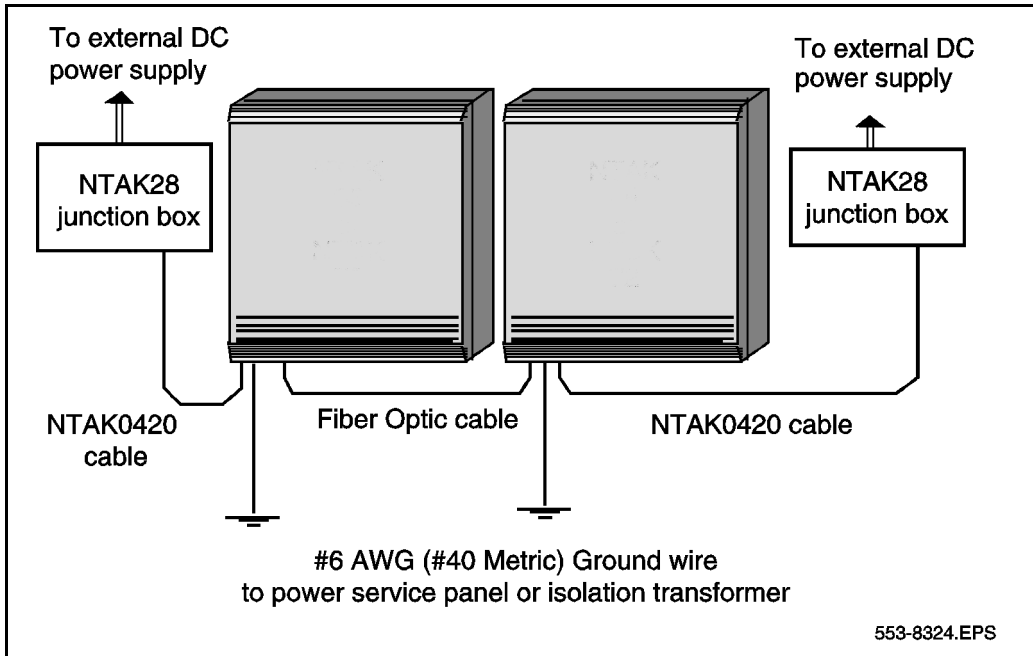 To external DC
power supply
To external DC
power supply
NTAK28
junction box
NTAK28
junction box
NTAK0420
cable
Fiber Optic cable
NTAK0420 cable
#6 AWG (#40 Metric) Ground wire
to power service panel or isolation transformer
553-8324.EPS